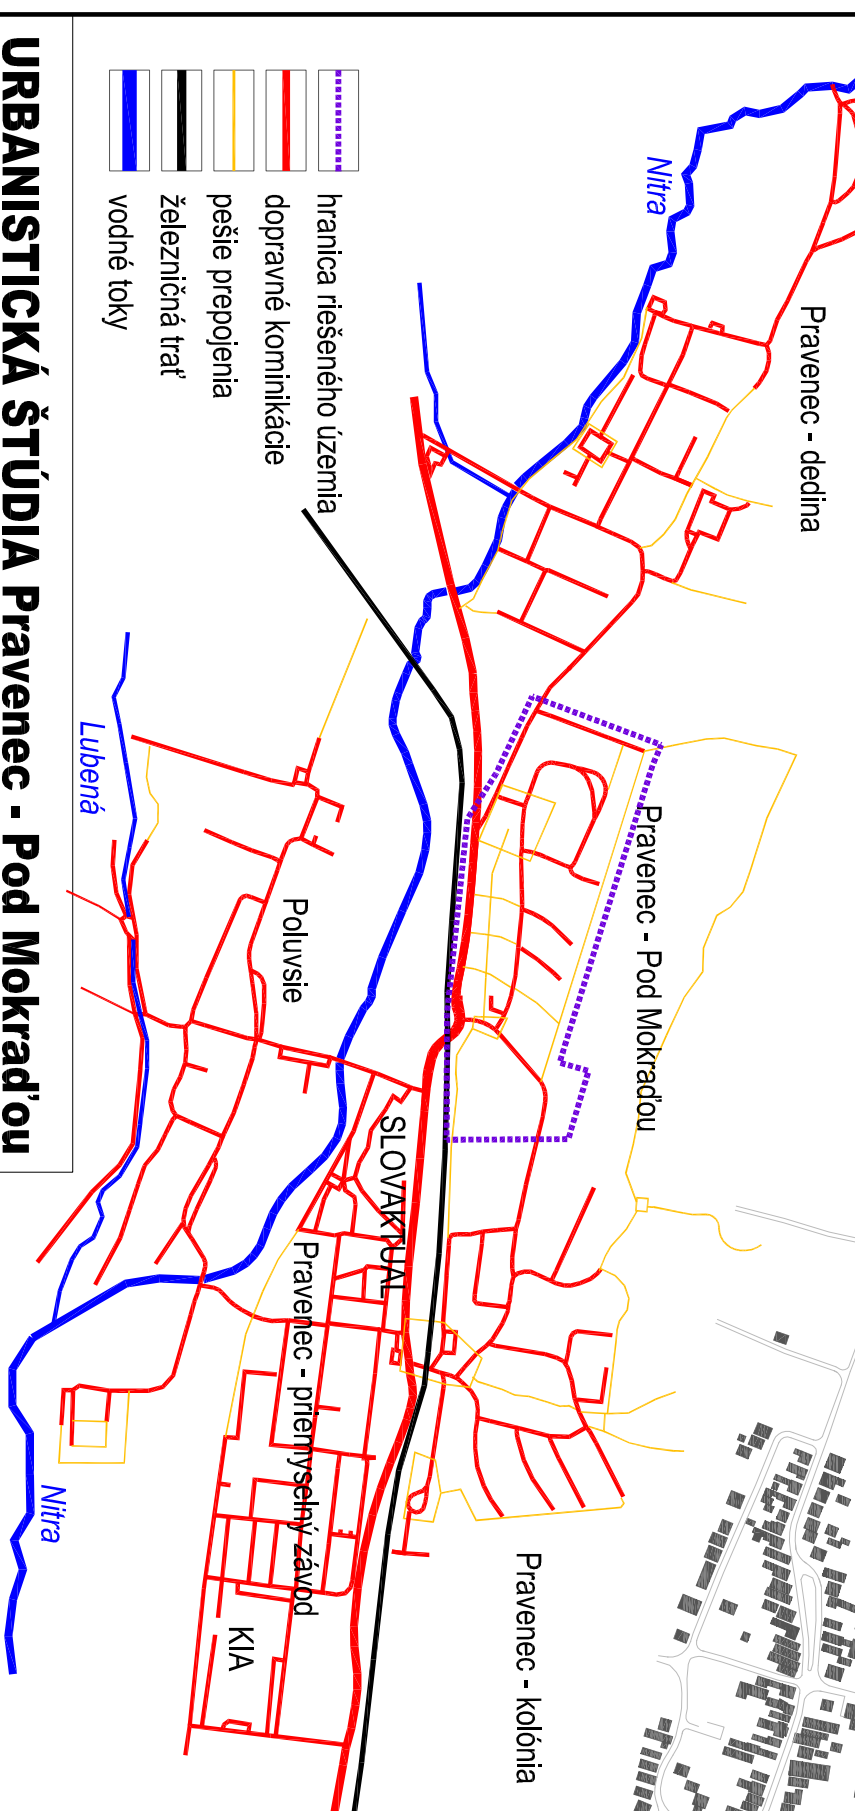 Pravenec - dedina
Nitra
hranica riešeného územia
dopravné kominikácie
pešie prepojenia
železničná trať
vodné toky
Pravenec - Pod Mokraďou
Poluvsie
Lubená
SLOVAKTUAL
Pravenec - priemyselný závod
Pravenec - kolónia
KIA
Nitra
URBANISTICKÁ ŠTÚDIA Pravenec - Pod Mokraďou